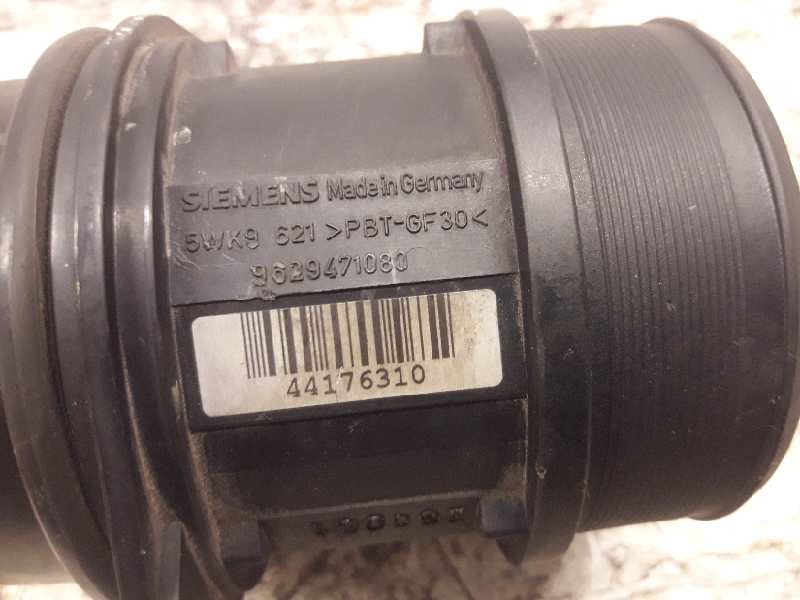 SIEMENS Made in Germany
5WK9 621 >PBT-GF30<
9629471080
44176310